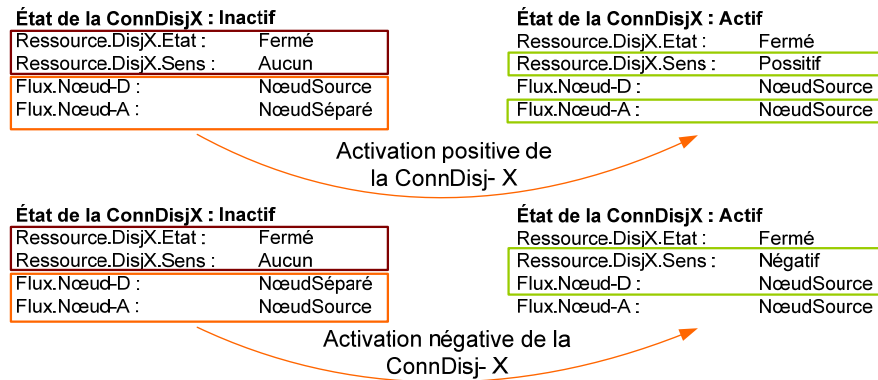 État de la ConnDisjX : Inactif
Ressource.DisjX.Etat : Fermé
Ressource.DisjX.Sens : Aucun
Flux.Nœud-D : NœudSource
Flux.Nœud-A : NœudSéparé
État de la ConnDisjX : Actif
Ressource.DisjX.Etat : Fermé
Ressource.DisjX.Sens : Possitif
Flux.Nœud-D : NœudSource
Flux.Nœud-A : NœudSource
Activation positive de
la ConnDisj- X
État de la ConnDisjX : Inactif
Ressource.DisjX.Etat : Fermé
Ressource.DisjX.Sens : Aucun
Flux.Nœud-D : NœudSéparé
Flux.Nœud-A : NœudSource
État de la ConnDisjX : Actif
Ressource.DisjX.Etat : Fermé
Ressource.DisjX.Sens : Négatif
Flux.Nœud-D : NœudSource
Flux.Nœud-A : NœudSource
Activation négative de la
ConnDisj- X